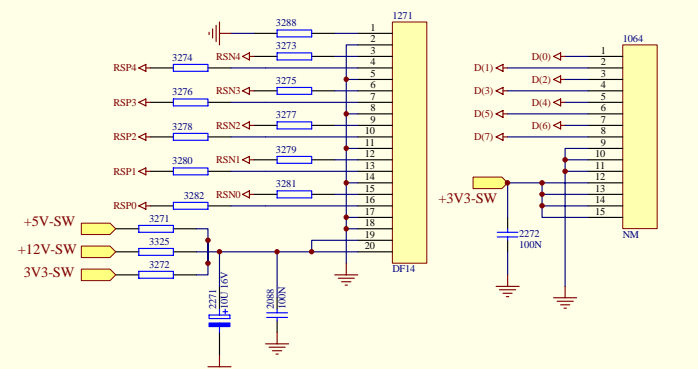 1271
1064
3288
1
2
3273
RSN4
3
3274
RSP4
4
5
3275
RSN3
6
3276
RSP3
7
8
3277
RSN2
9
3278
RSP2
10
11
3279
RSN1
12
3280
RSP1
13
14
3281
RSN0
15
3282
RSP0
16
17
18
19
20
DF14
+5V-SW
3271
+12V-SW
3325
3V3-SW
3272
2271
+10U 16V
2088
100N
D(0)
1
D(1)
2
D(2)
3
D(3)
4
D(4)
5
D(5)
6
D(6)
7
D(7)
8
9
10
11
12
13
14
15
+3V3-SW
2272
100N
NM